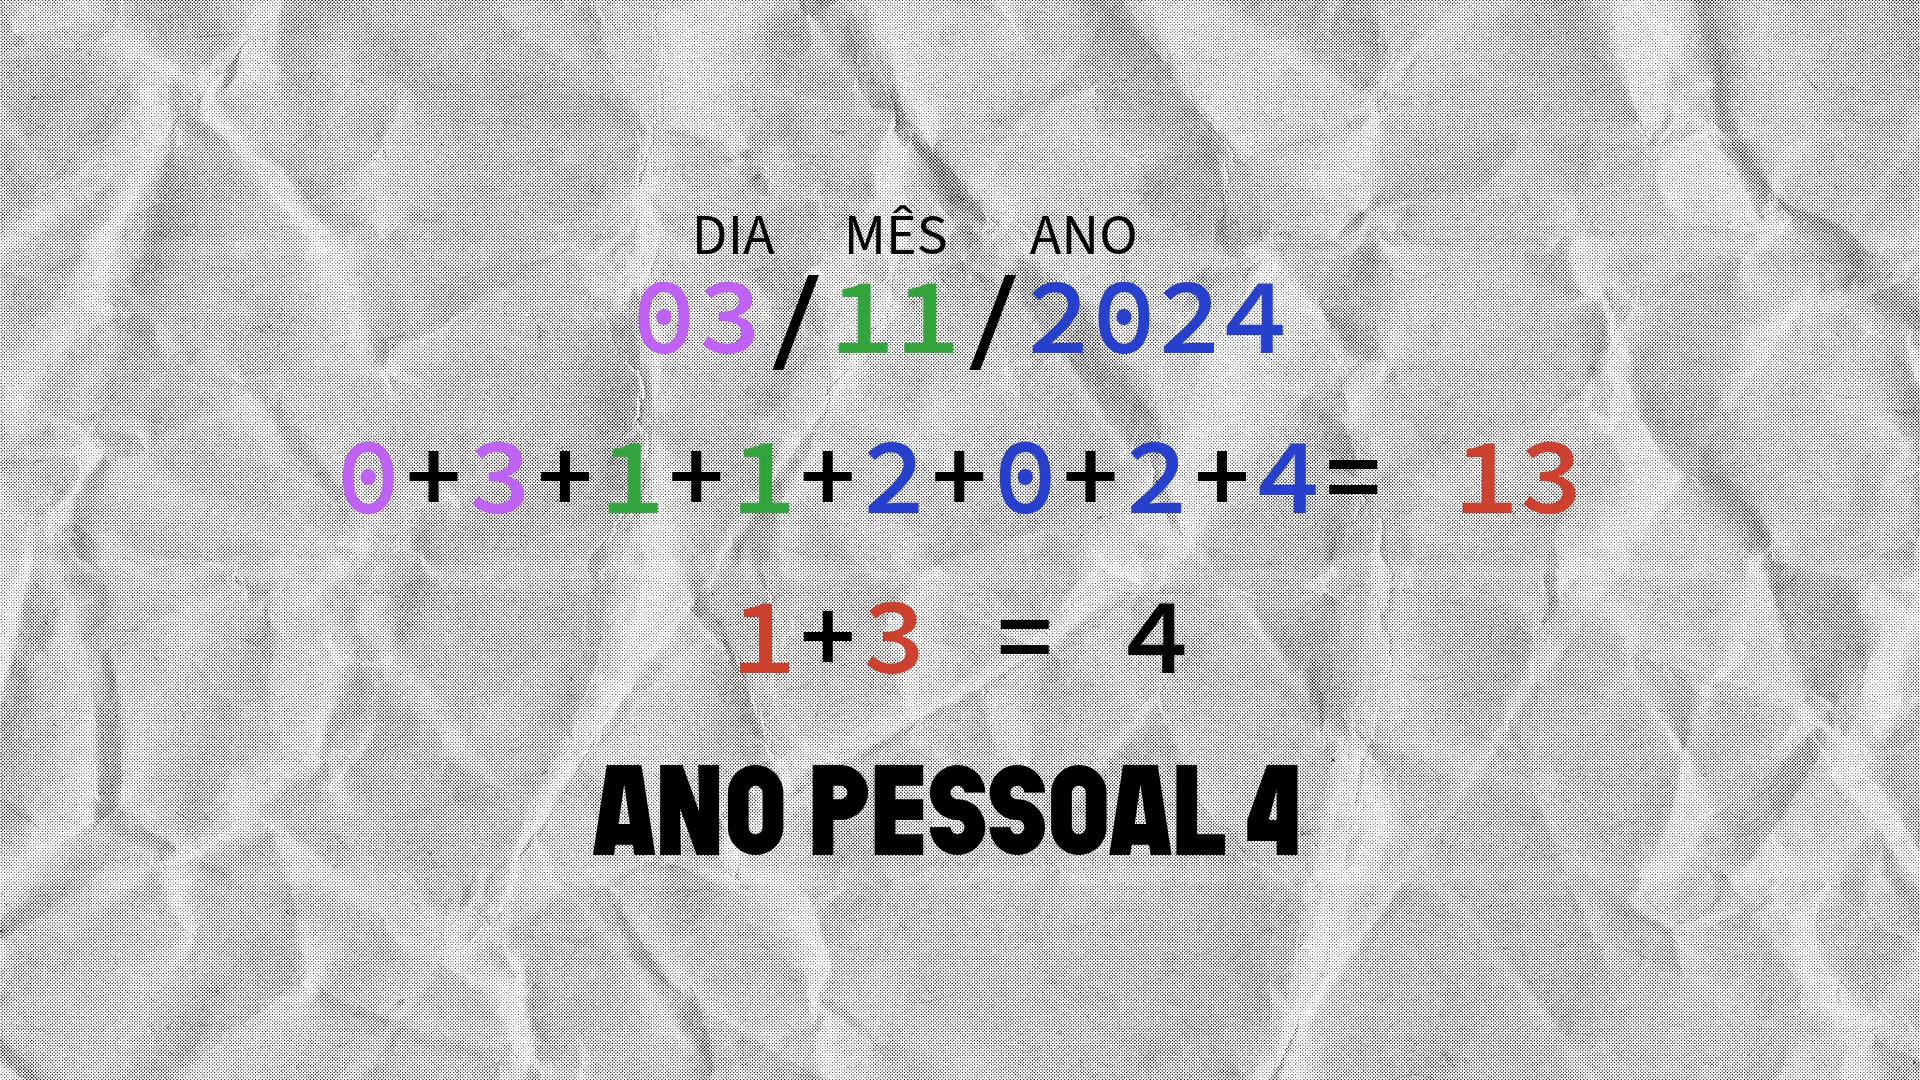 DIA MÊS ANO
03/11/2024
0+3+1+1+2+0+2+4= 13
1+3 = 4
ANO PESSOAL 4